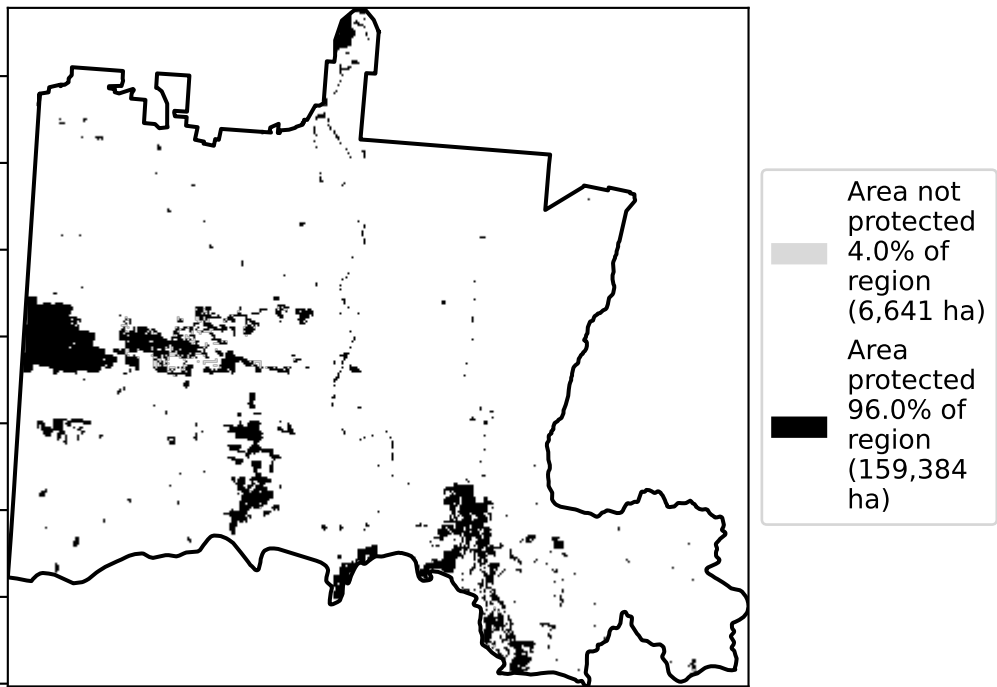 Area not
protected
4.0% of
region
(6,641 ha)
Area
protected
96.0% of
region
(159,384
ha)